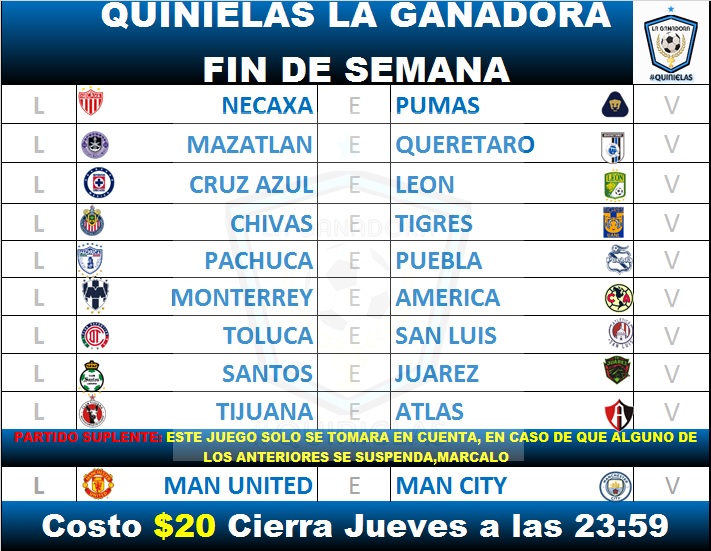 QUINIELAS LA GANADORA
FIN DE SEMANA
LA GANADORA
#QUINIELAS
L NECAXA E PUMAS V
L MAZATLAN E QUERETARO V
L CRUZ AZUL E LEON V
L CHIVAS E TIGRES V
L PACHUCA E PUEBLA V
L MONTERREY E AMERICA V
L TOLUCA E SAN LUIS V
L SANTOS E JUAREZ V
L TIJUANA E ATLAS V
PARTIDO SUPLENTE: ESTE JUEGO SOLO SE TOMARA EN CUENTA, EN CASO DE QUE ALGUNO DE
LOS ANTERIORES SE SUSPENDA,MARCALO
L MAN UNITED E MAN CITY V
Costo $20 Cierra Jueves a las 23:59